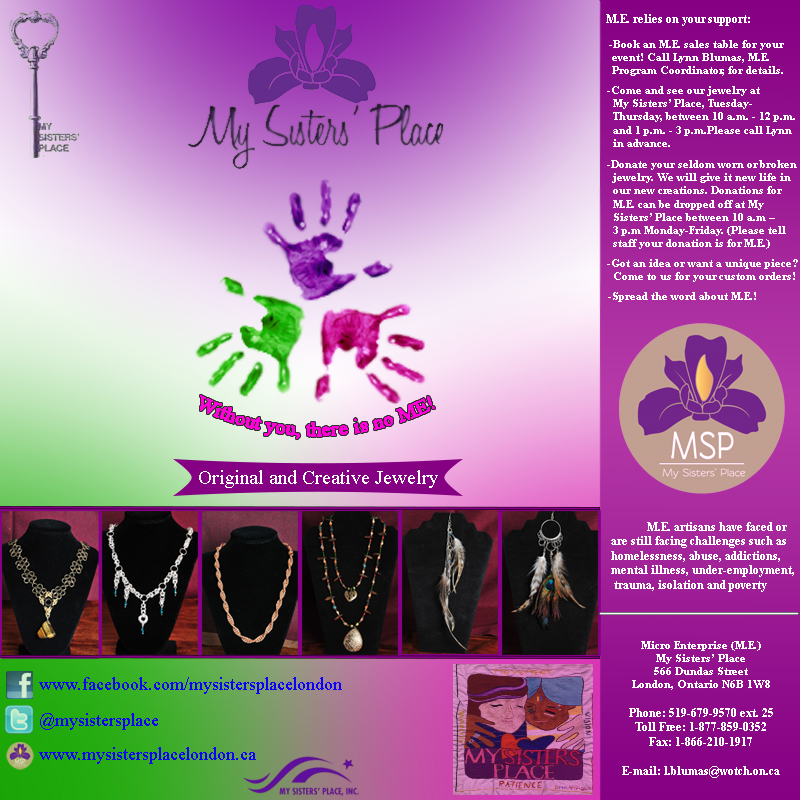 MY
SISTERS'
PLACE
My Sisters' Place
Without you, there is no ME!
Original and Creative Jewelry
www.facebook.com/mysistersplacelondon
@mysistersplace
www.mysistersplacelondon.ca
MY SISTERS' PLACE, INC.
MY SISTER'S
PLACE
PATIENCE
M.E. relies on your support:
-Book an M.E. sales table for your
event! Call Lynn Blumas, M.E.
Program Coordinator, for details.
-Come and see our jewelry at
My Sisters' Place, Tuesday-
Thursday, between 10 a.m. - 12 p.m.
and 1 p.m. - 3 p.m.Please call Lynn
in advance.
-Donate your seldom worn or broken
jewelry. We will give it new life in
our new creations. Donations for
M.E. can be dropped off at My
Sisters' Place between 10 a.m –
3 p.m Monday-Friday. (Please tell
staff your donation is for M.E.)
-Got an idea or want a unique piece?
Come to us for your custom orders!
-Spread the word about M.E.!
MSP
My Sisters' Place
M.E. artisans have faced or
are still facing challenges such as
homelessness, abuse, addictions,
mental illness, under-employment,
trauma, isolation and poverty
Micro Enterprise (M.E.)
My Sisters' Place
566 Dundas Street
London, Ontario N6B 1W8
Phone: 519-679-9570 ext. 25
Toll Free: 1-877-859-0352
Fax: 1-866-210-1917
E-mail: l.blumas@wotch.on.ca